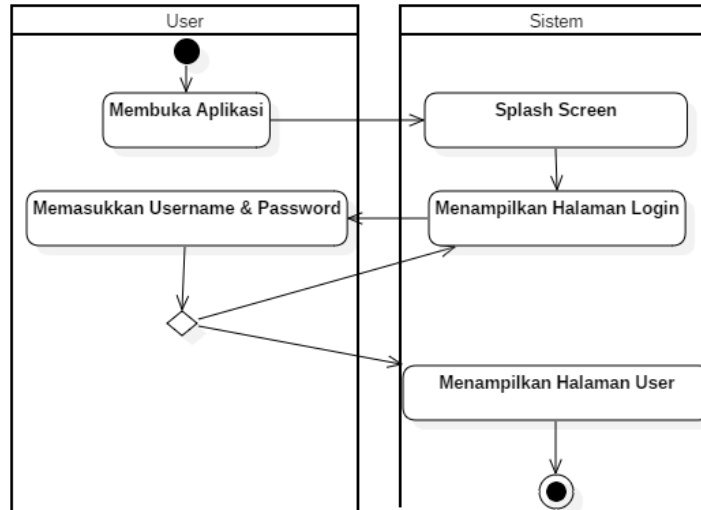 User
Sistem
Membuka Aplikasi
Splash Screen
Memasukkan Username & Password
Menampilkan Halaman Login
Menampilkan Halaman User